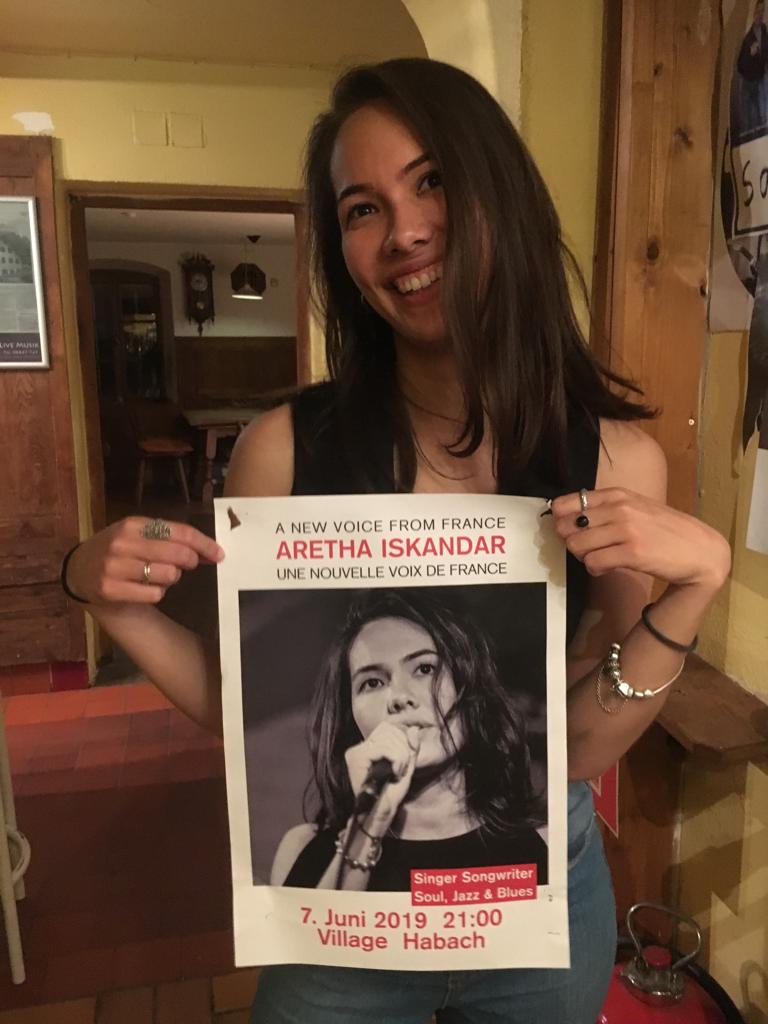 A NEW VOICE FROM FRANCE
ARETHA ISKANDAR
UNE NOUVELLE VOIX DE FRANCE
Singer Songwriter
Soul, Jazz & Blues
7. Juni 2019 21:00
Village Habach
LIVE MUSIK
So